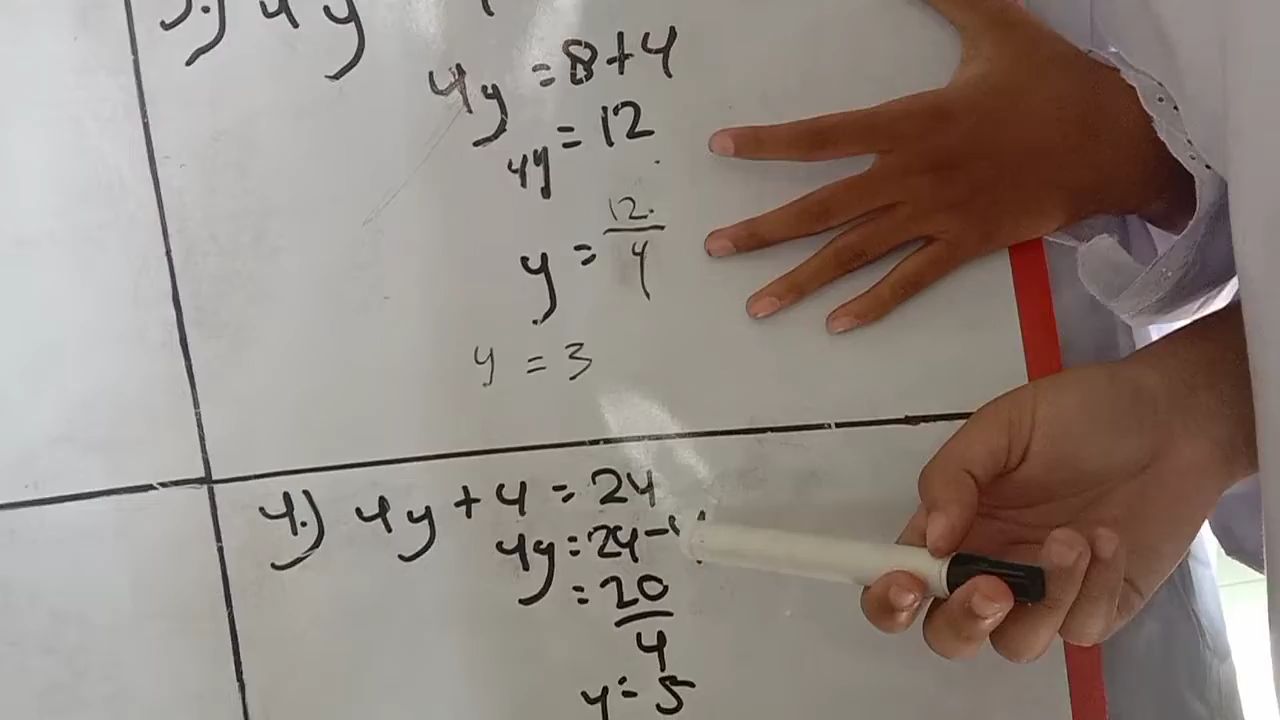 3.) 4y
4y = 8+4
4y = 12
y = 12/4
y = 3
4.) 4y + 4 = 24
4y = 24-
= 20/4
y = 5